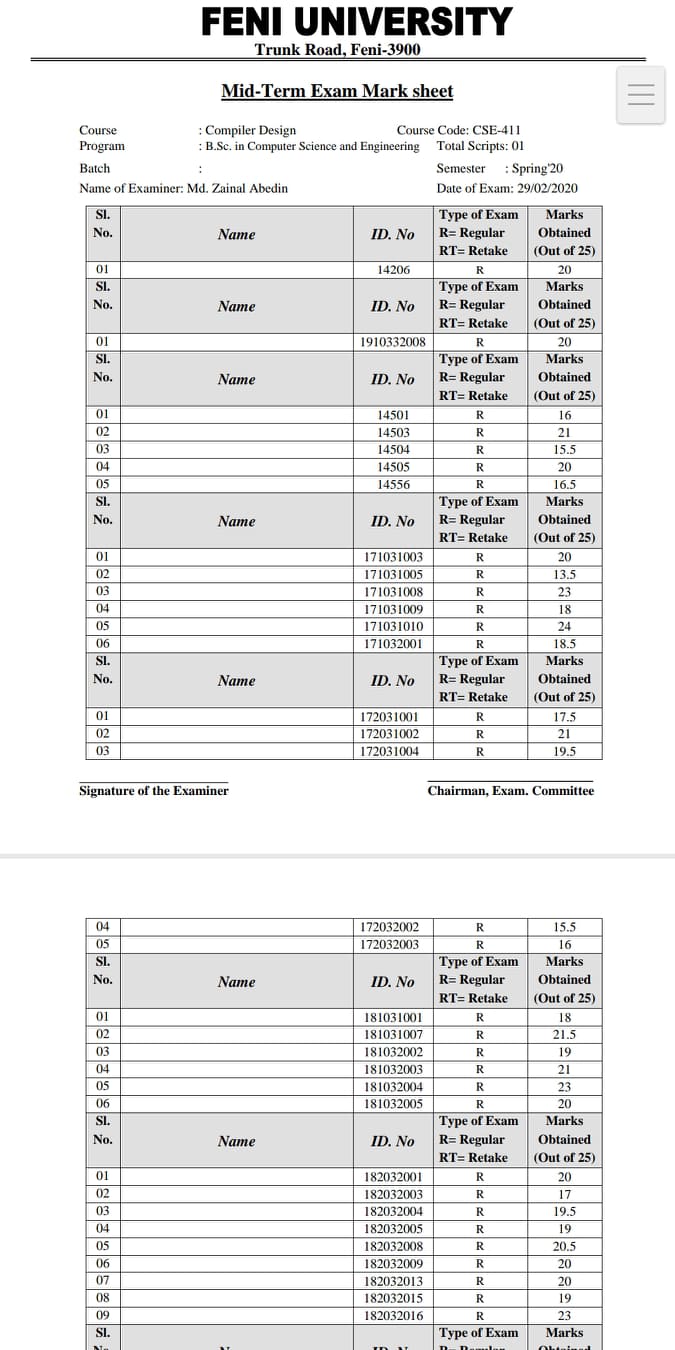 FENI UNIVERSITY
Trunk Road, Feni-3900
Mid-Term Exam Mark sheet
Course : Compiler Design Course Code: CSE-411
Program : B.Sc. in Computer Science and Engineering Total Scripts: 01
Batch : Semester : Spring'20
Name of Examiner: Md. Zainal Abedin Date of Exam: 29/02/2020
Sl. No. Name ID. No Type of Exam R= Regular RT= Retake Marks Obtained (Out of 25)
01 14206 R 20
Sl. No. Name ID. No Type of Exam R= Regular RT= Retake Marks Obtained (Out of 25)
01 1910332008 R 20
Sl. No. Name ID. No Type of Exam R= Regular RT= Retake Marks Obtained (Out of 25)
01 14501 R 16
02 14503 R 21
03 14504 R 15.5
04 14505 R 20
05 14556 R 16.5
Sl. No. Name ID. No Type of Exam R= Regular RT= Retake Marks Obtained (Out of 25)
01 171031003 R 20
02 171031005 R 13.5
03 171031008 R 23
04 171031009 R 18
05 171031010 R 24
06 171032001 R 18.5
Sl. No. Name ID. No Type of Exam R= Regular RT= Retake Marks Obtained (Out of 25)
01 172031001 R 17.5
02 172031002 R 21
03 172031004 R 19.5
Signature of the Examiner Chairman, Exam. Committee
04 172032002 R 15.5
05 172032003 R 16
Sl. No. Name ID. No Type of Exam R= Regular RT= Retake Marks Obtained (Out of 25)
01 181031001 R 18
02 181031007 R 21.5
03 181032002 R 19
04 181032003 R 21
05 181032004 R 23
06 181032005 R 20
Sl. No. Name ID. No Type of Exam R= Regular RT= Retake Marks Obtained (Out of 25)
01 182032001 R 20
02 182032003 R 17
03 182032004 R 19.5
04 182032005 R 19
05 182032008 R 20.5
06 182032009 R 20
07 182032013 R 20
08 182032015 R 19
09 182032016 R 23
Sl. Type of Exam Marks